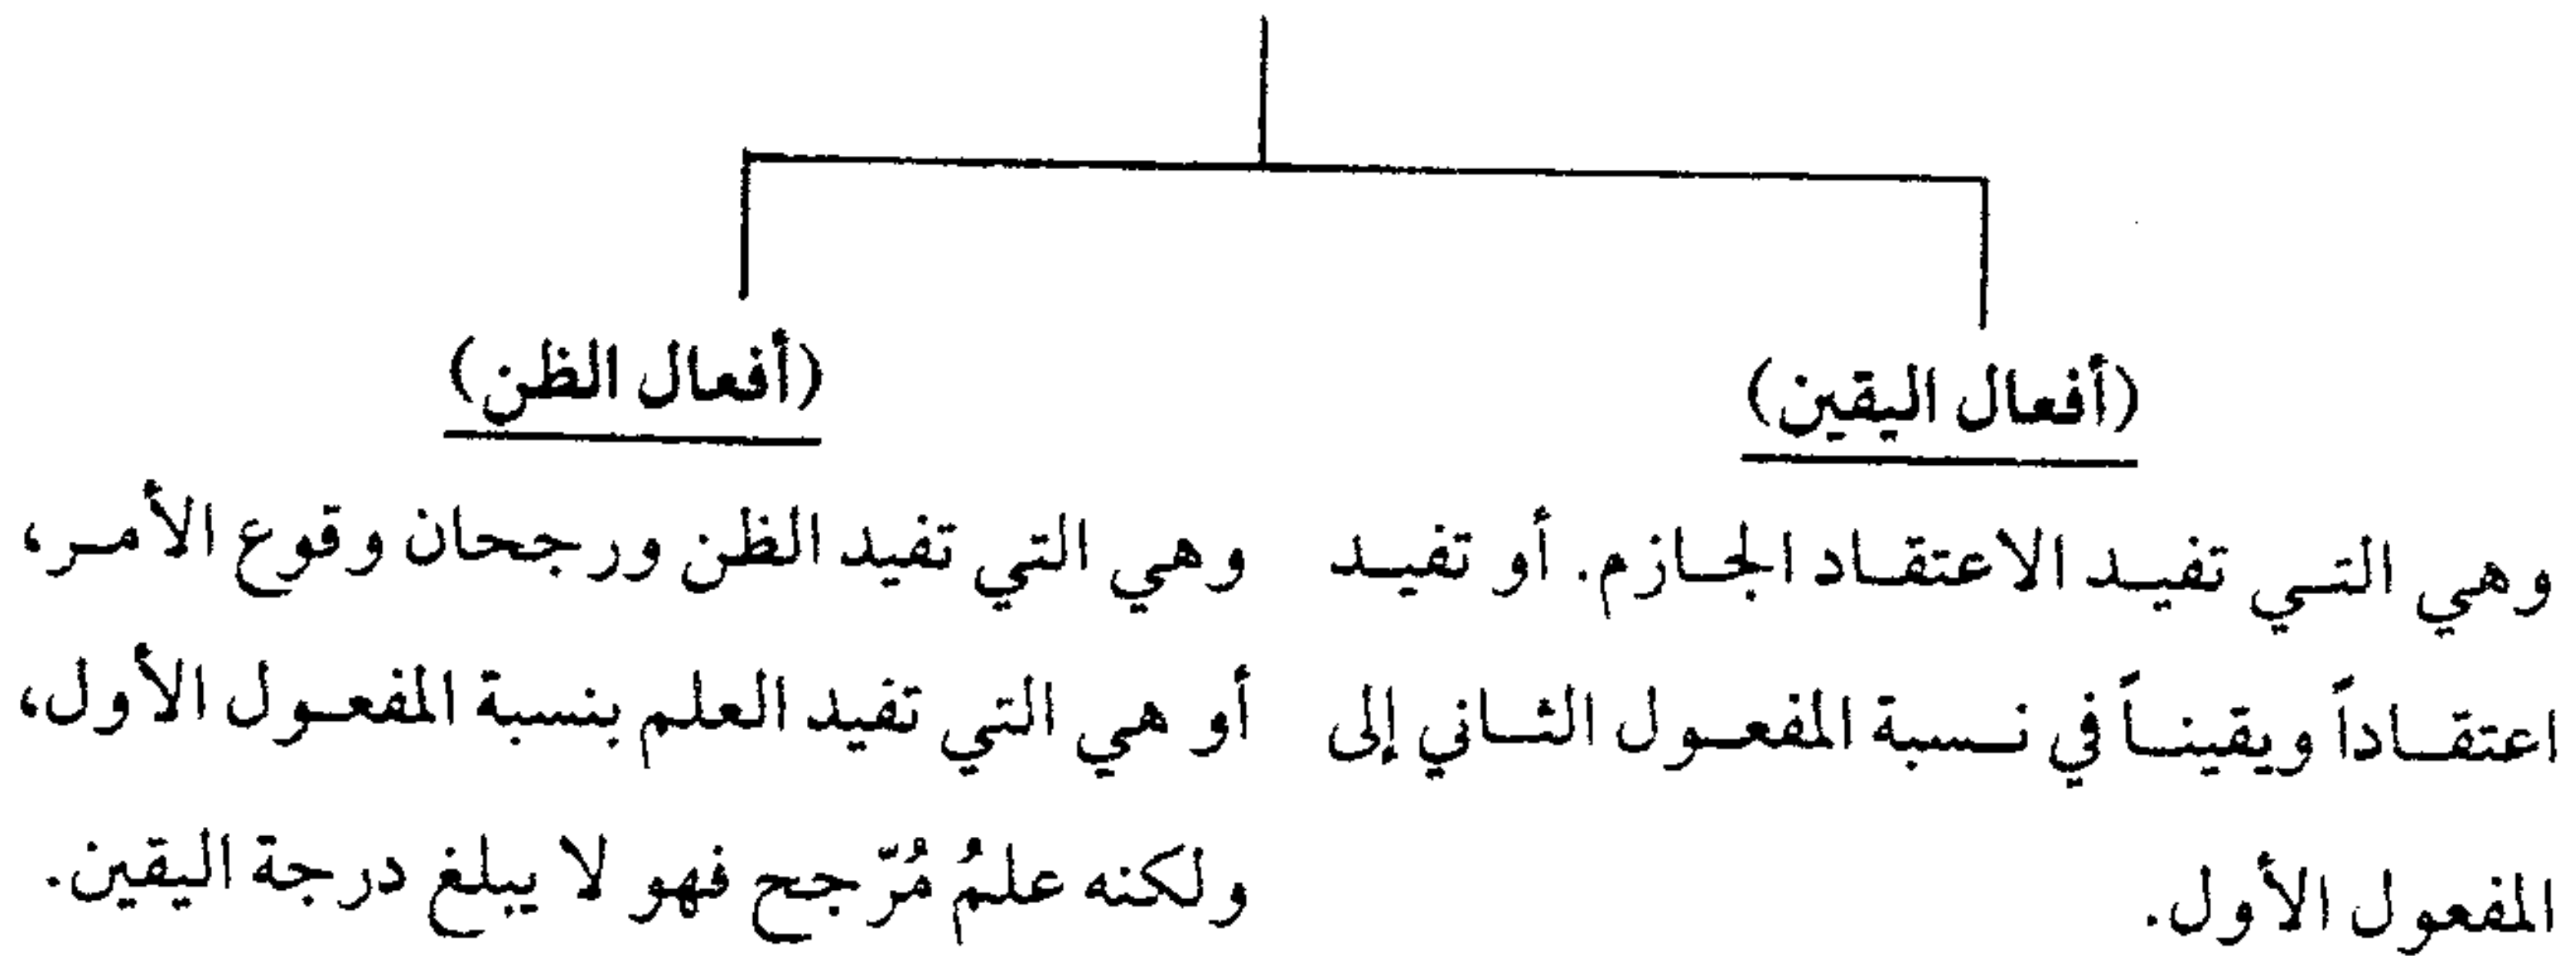 (أفعال اليقين)
وهي التي تفيد الاعتقاد الجازم. أو تفيد
اعتقاداً ويقيناً في نسبة المفعول الثاني إلى
المفعول الأول.
(أفعال الظن)
وهي التي تفيد الظن ورجحان وقوع الأمر،
أو هي التي تفيد العلم بنسبة المفعول الأول،
ولكنه علمُ مُرّجح فهو لا يبلغ درجة اليقين.